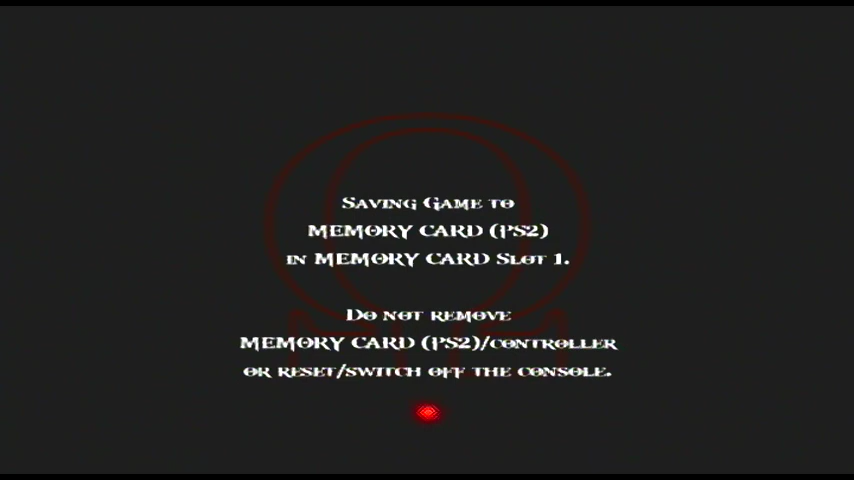 Saving Game to
MEMORY CARD (PS2)
in MEMORY CARD Slot 1.
Do not remove
MEMORY CARD (PS2)/controller
or reset/switch off the console.